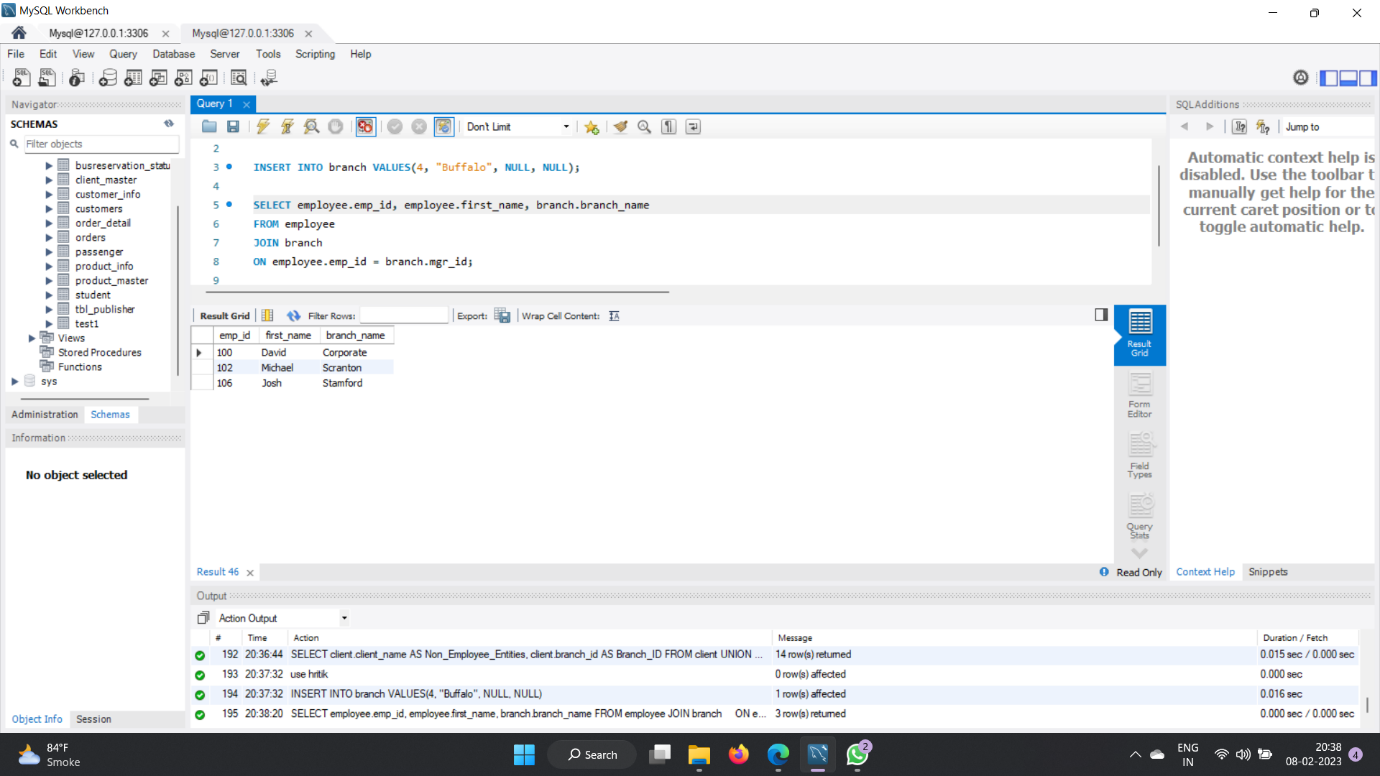 MySQL Workbench
Mysql@127.0.0.1:3306 Mysql@127.0.0.1:3306
File Edit View Query Database Server Tools Scripting Help
Navigator
SCHEMAS
Filter objects
busreservation_statu
client_master
customer_info
customers
order_detail
orders
passenger
product_info
product_master
student
tbl_publisher
test1
Views
Stored Procedures
Functions
sys
Administration Schemas
Information
No object selected
Object Info Session
Query 1
Don't Limit
2
3 INSERT INTO branch VALUES(4, "Buffalo", NULL, NULL);
4
5 SELECT employee.emp_id, employee.first_name, branch.branch_name
6 FROM employee
7 JOIN branch
8 ON employee.emp_id = branch.mgr_id;
9
Result Grid Filter Rows: Export: Wrap Cell Content:
emp_id first_name branch_name
100 David Corporate
102 Michael Scranton
106 Josh Stamford
Result Grid
Form Editor
Field Types
Query Stats
Result 46 Read Only
SQLAdditions
Jump to
Automatic context help is
disabled. Use the toolbar t
manually get help for the
current caret position or to
toggle automatic help.
Context Help Snippets
Output
Action Output
# Time Action Message Duration / Fetch
192 20:36:44 SELECT client.client_name AS Non_Employee_Entities, client.branch_id AS Branch_ID FROM client UNION ... 14 row(s) returned 0.015 sec / 0.000 sec
193 20:37:32 use hritik 0 row(s) affected 0.000 sec
194 20:37:32 INSERT INTO branch VALUES(4, "Buffalo", NULL, NULL) 1 row(s) affected 0.016 sec
195 20:38:20 SELECT employee.emp_id, employee.first_name, branch.branch_name FROM employee JOIN branch ON e... 3 row(s) returned 0.000 sec / 0.000 sec
84°F
Smoke
Search
2
ENG
IN
20:38
08-02-2023
4